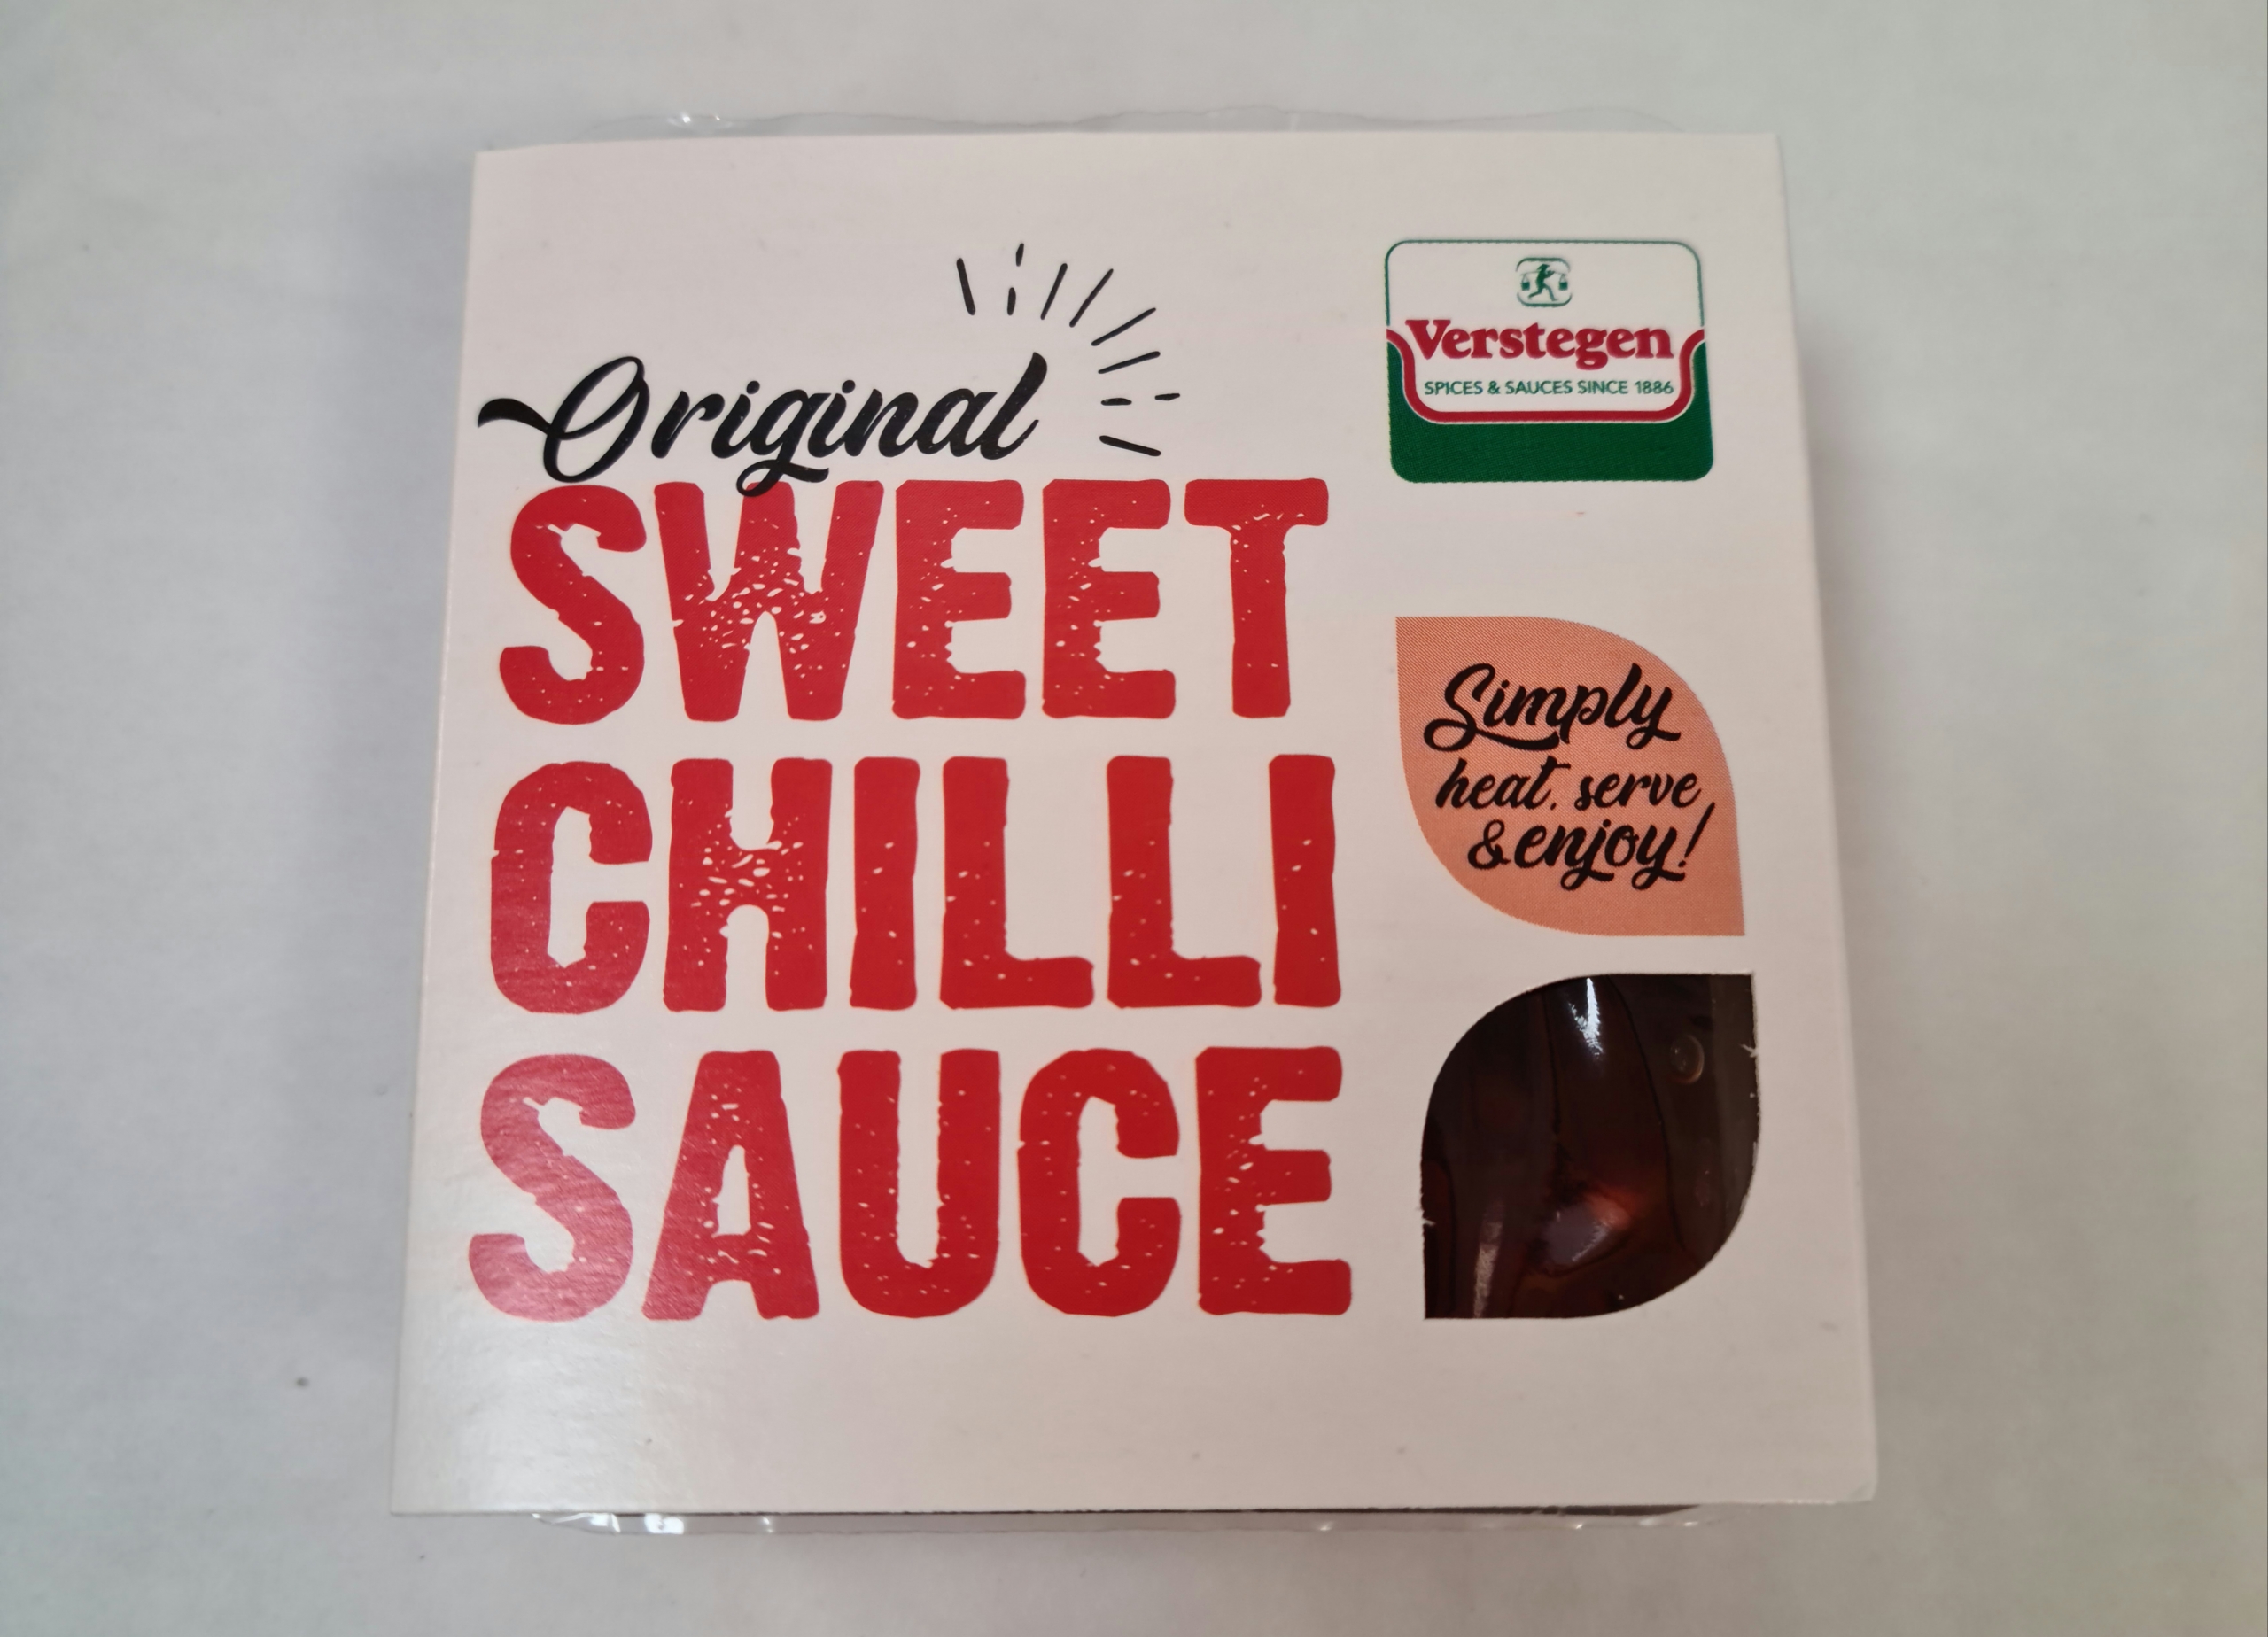 Original
SWEET
CHILLI
SAUCE
Verstegen
SPICES & SAUCES SINCE 1886
Simply
heat, serve
& enjoy!